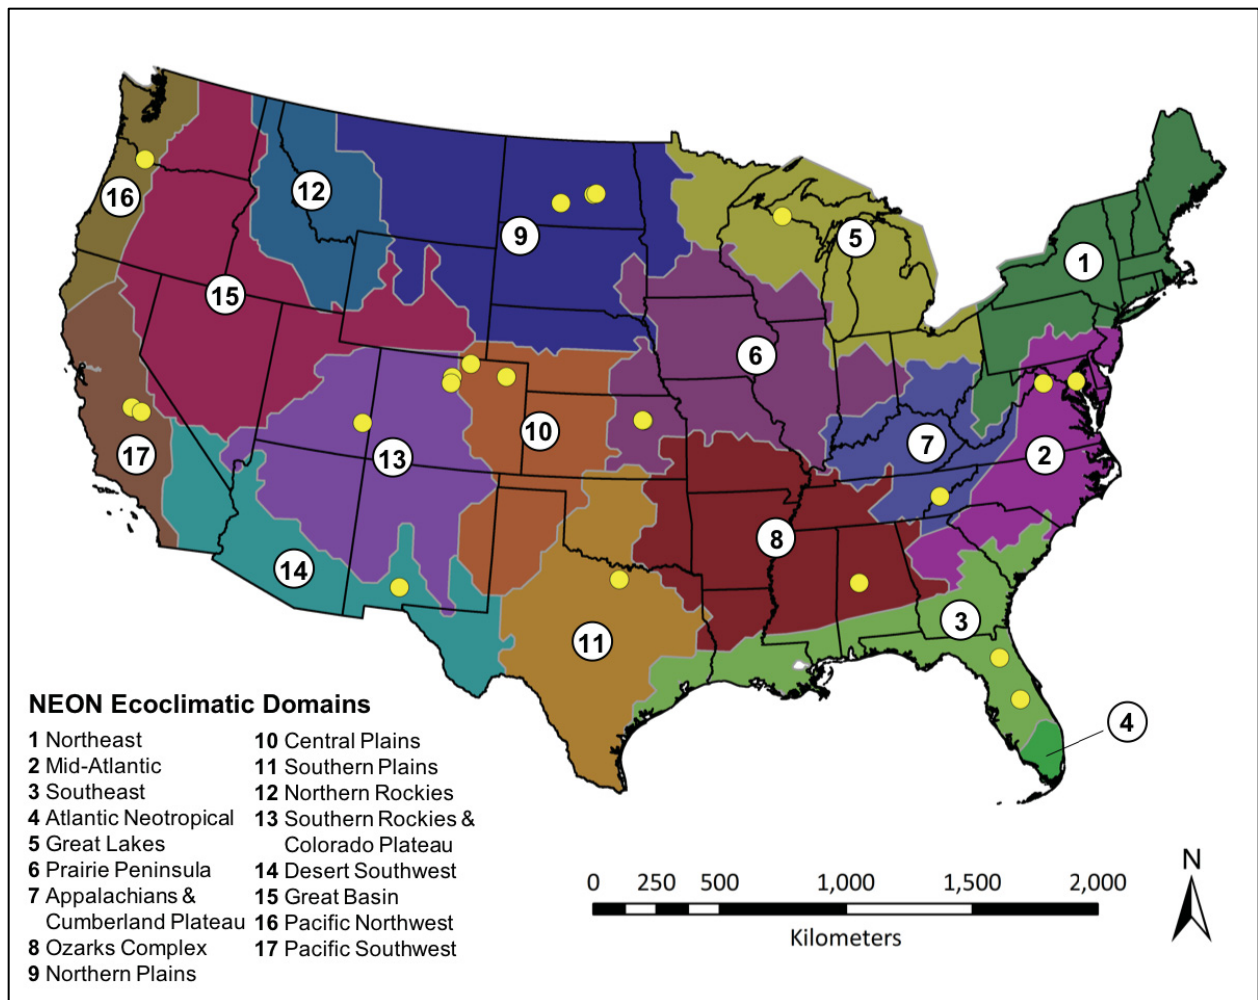 16
12
9
5
1
15
6
10
17
13
7
2
14
8
3
11
4
NEON Ecoclimatic Domains
1 Northeast
2 Mid-Atlantic
3 Southeast
4 Atlantic Neotropical
5 Great Lakes
6 Prairie Peninsula
7 Appalachians &
Cumberland Plateau
8 Ozarks Complex
9 Northern Plains
10 Central Plains
11 Southern Plains
12 Northern Rockies
13 Southern Rockies &
Colorado Plateau
14 Desert Southwest
15 Great Basin
16 Pacific Northwest
17 Pacific Southwest
0 250 500 1,000 1,500 2,000
Kilometers
N